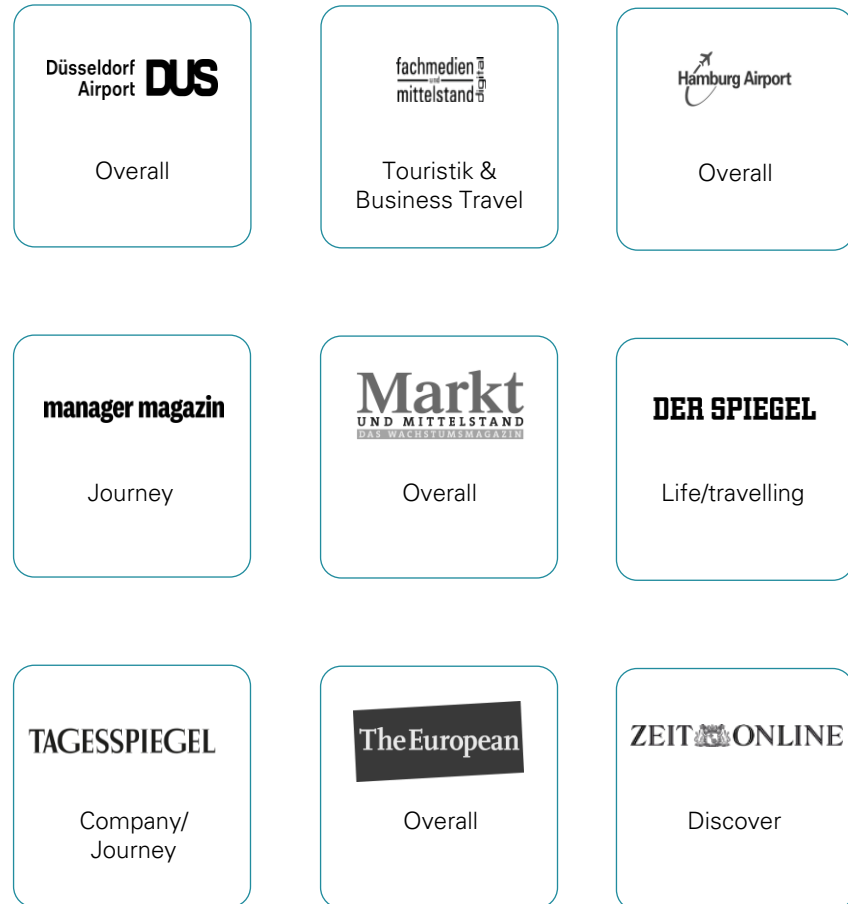 Düsseldorf
Airport DUS
Overall
fachmedien
und
mittelstand
digital
Touristik &
Business Travel
Hamburg Airport
Overall
manager magazin
Journey
Markt
UND MITTELSTAND
DAS WACHSTUMSMAGAZIN
Overall
DER SPIEGEL
Life/travelling
TAGESSPIEGEL
Company/
Journey
The European
Overall
ZEIT ONLINE
Discover